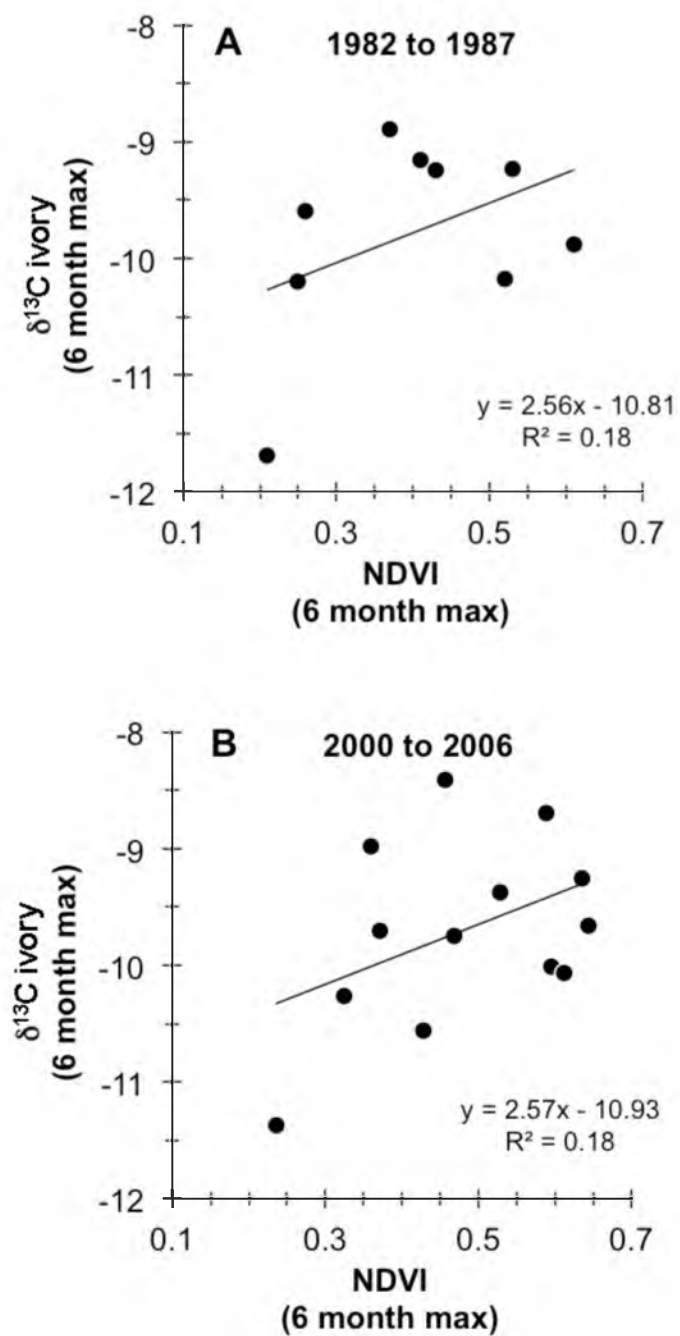 A 1982 to 1987
-8
-9
-10
-11
-12
δ¹³C ivory
(6 month max)
y = 2.56x - 10.81
R² = 0.18
0.1 0.3 0.5 0.7
NDVI
(6 month max)
B 2000 to 2006
-8
-9
-10
-11
-12
δ¹³C ivory
(6 month max)
y = 2.57x - 10.93
R² = 0.18
0.1 0.3 0.5 0.7
NDVI
(6 month max)